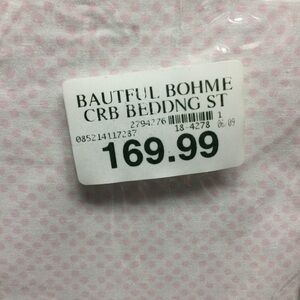 BAUTFUL BOHME
CRB BEDDNG ST
2794276 1
085214117287 18-4278 06/09
169.99